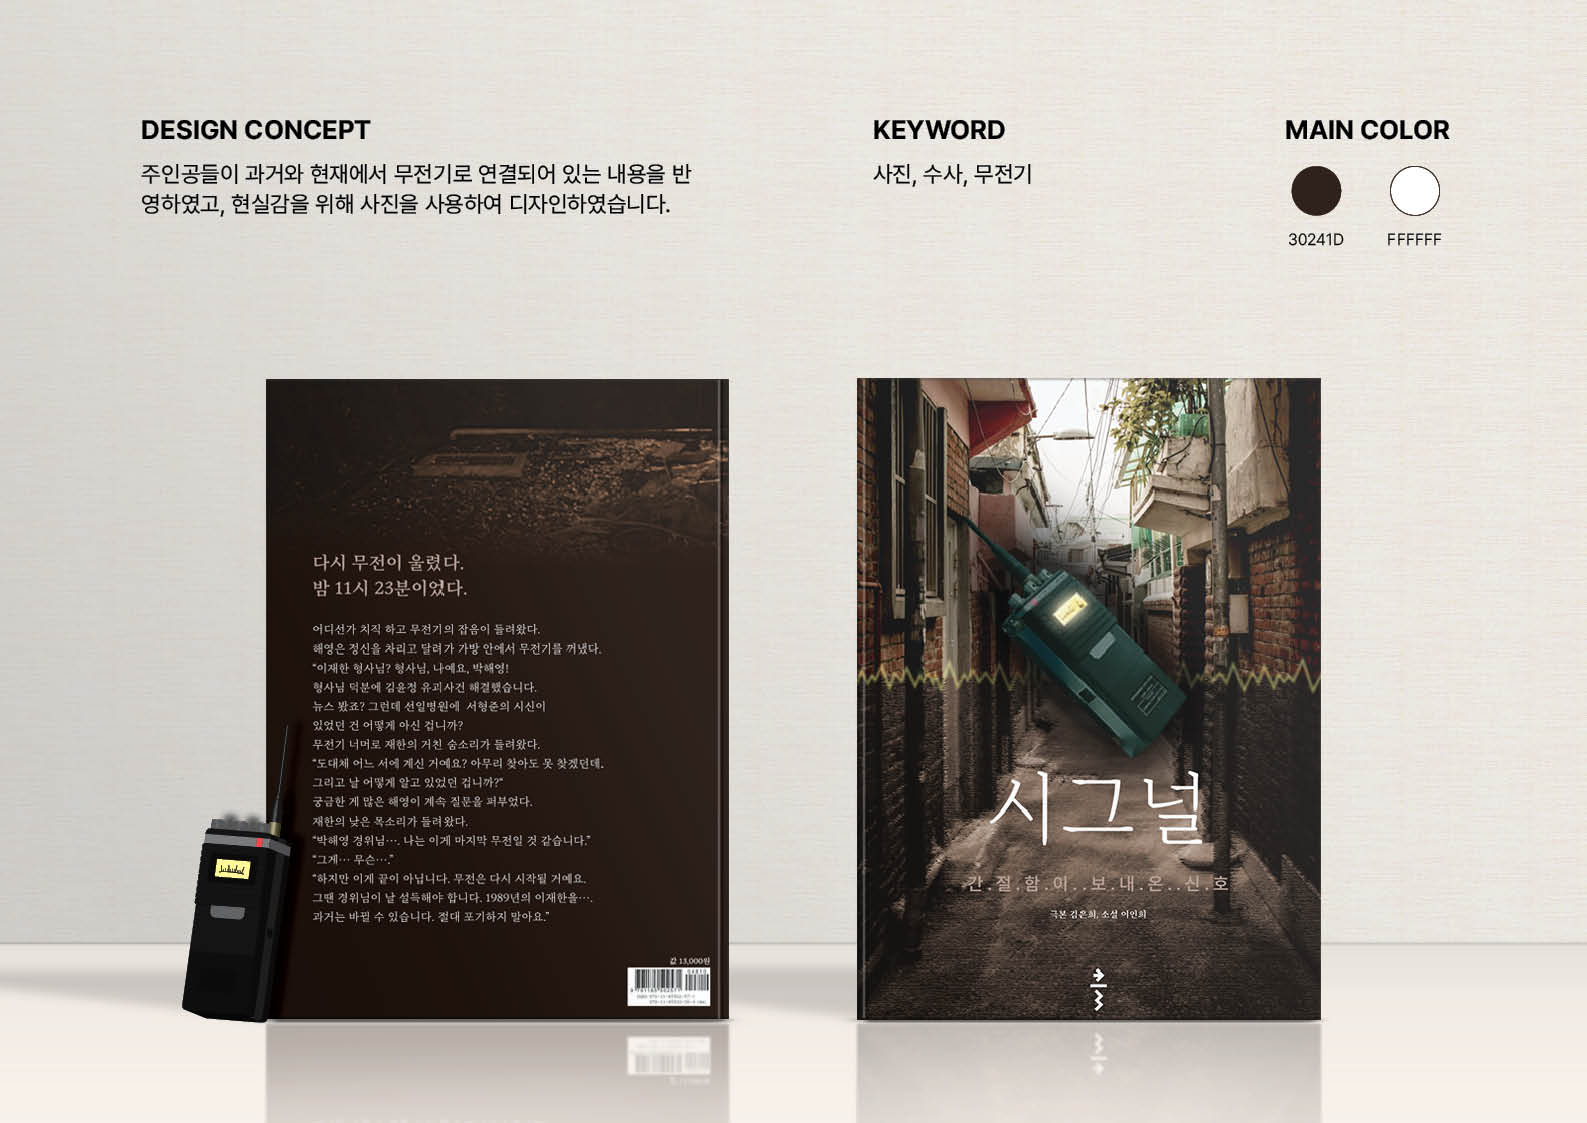 DESIGN CONCEPT
주인공들이 과거와 현재에서 무전기로 연결되어 있는 내용을 반
영하였고, 현실감을 위해 사진을 사용하여 디자인하였습니다.
KEYWORD
사진, 수사, 무전기
MAIN COLOR
30241D
FFFFFF
다시 무전이 울렸다.
밤 11시 23분이었다.
어디선가 치직 하고 무전기의 잡음이 들려왔다.
해영은 정신을 차리고 달려가 가방 안에서 무전기를 꺼냈다.
“이재한 형사님? 형사님, 나예요, 박해영!
형사님 덕분에 김윤정 유괴사건 해결했습니다.
뉴스 봤죠? 그런데 선일병원에 서형준의 시신이
있었던 건 어떻게 아신 겁니까?
무전기 너머로 재한의 거친 숨소리가 들려왔다.
“도대체 어느 서에 계신 거예요? 아무리 찾아도 못 찾겠던데.
그리고 날 어떻게 알고 있었던 겁니까?”
궁금한 게 많은 해영이 계속 질문을 퍼부었다.
재한의 낮은 목소리가 들려왔다.
“박해영 경위님…. 나는 이게 마지막 무전일 것 같습니다.”
“그게… 무슨….”
“하지만 이게 끝이 아닙니다. 무전은 다시 시작될 거예요.
그땐 경위님이 날 설득해야 합니다. 1989년의 이재한을….
과거는 바뀔 수 있습니다. 절대 포기하지 말아요.”
값 13,000원
시그널
간.절.함.이..보.내.온..신.호
극본 김은희, 소설 이인희